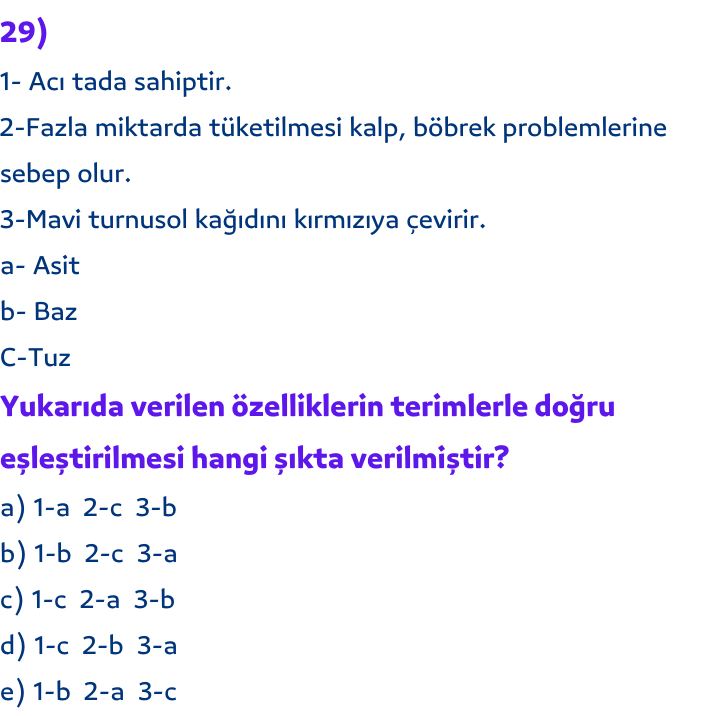 29)
1- Acı tada sahiptir.
2-Fazla miktarda tüketilmesi kalp, böbrek problemlerine
sebep olur.
3-Mavi turnusol kağıdını kırmızıya çevirir.
a- Asit
b- Baz
C-Tuz
Yukarıda verilen özelliklerin terimlerle doğru
eşleştirilmesi hangi şıkta verilmiştir?
a) 1-a 2-c 3-b
b) 1-b 2-c 3-a
c) 1-c 2-a 3-b
d) 1-c 2-b 3-a
e) 1-b 2-a 3-c